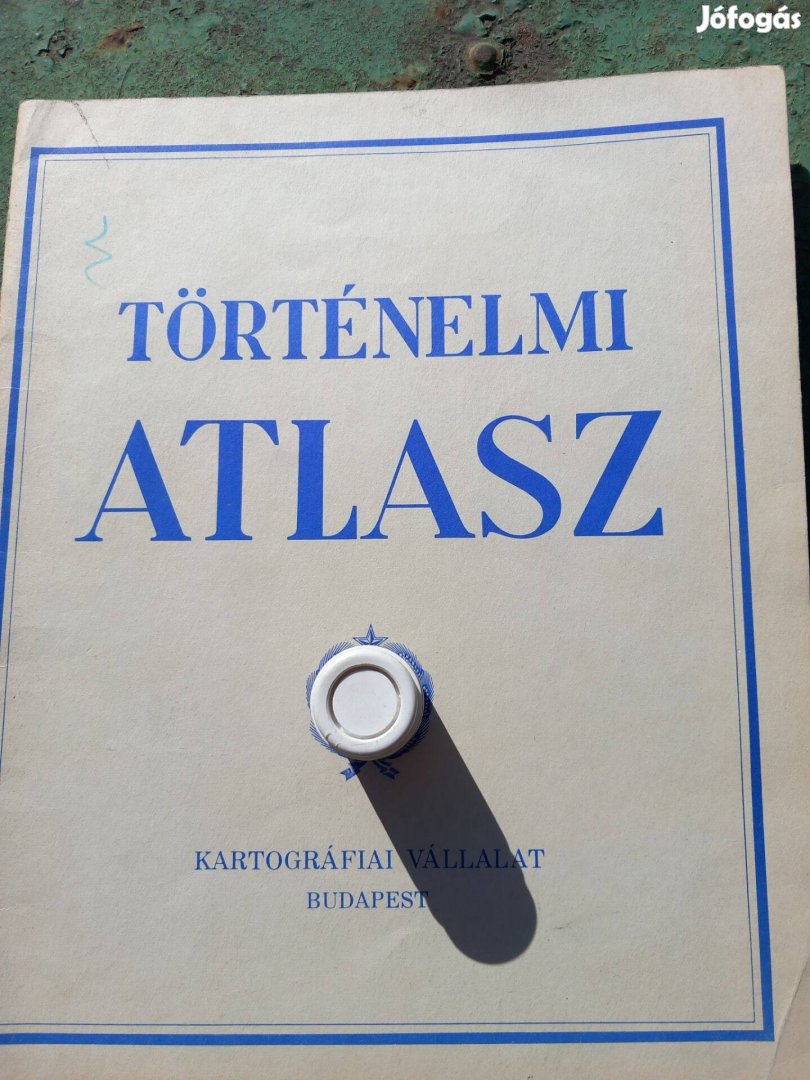 Jófogás
TÖRTÉNELMI
ATLASZ
KARTOGRÁFIAI VÁLLALAT
BUDAPEST